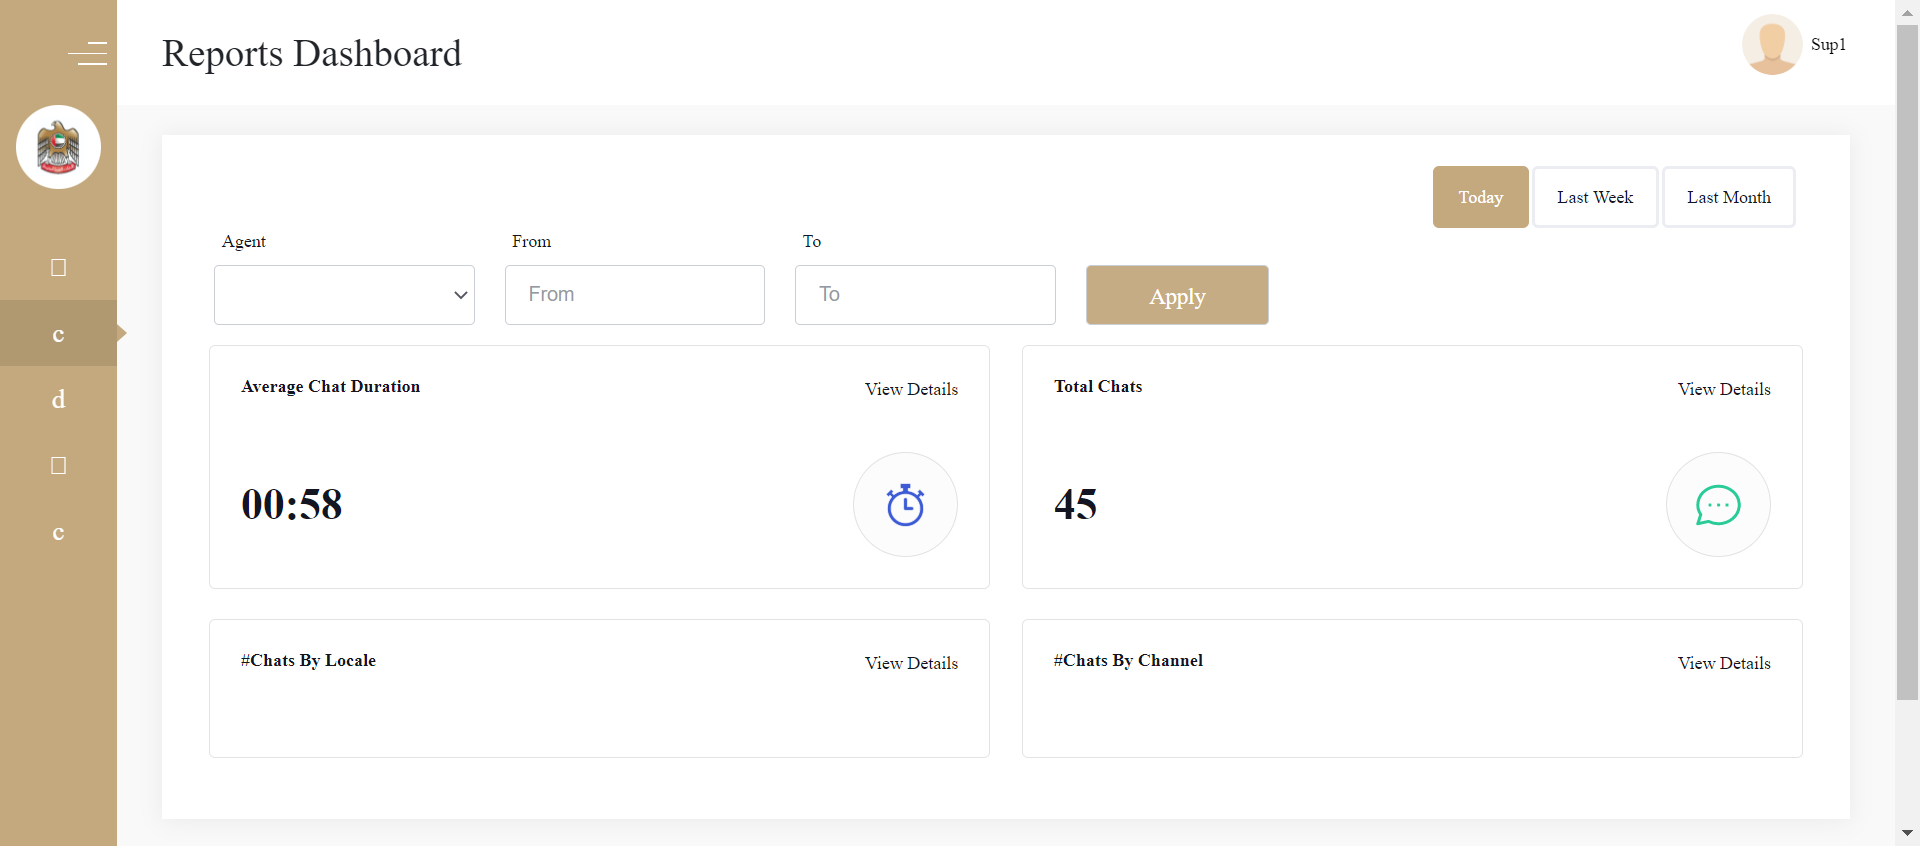 Reports Dashboard
Sup1
Today
Last Week
Last Month
Agent
From
To
From
To
Apply
c
d
c
Average Chat Duration
View Details
00:58
Total Chats
View Details
45
#Chats By Locale
View Details
#Chats By Channel
View Details